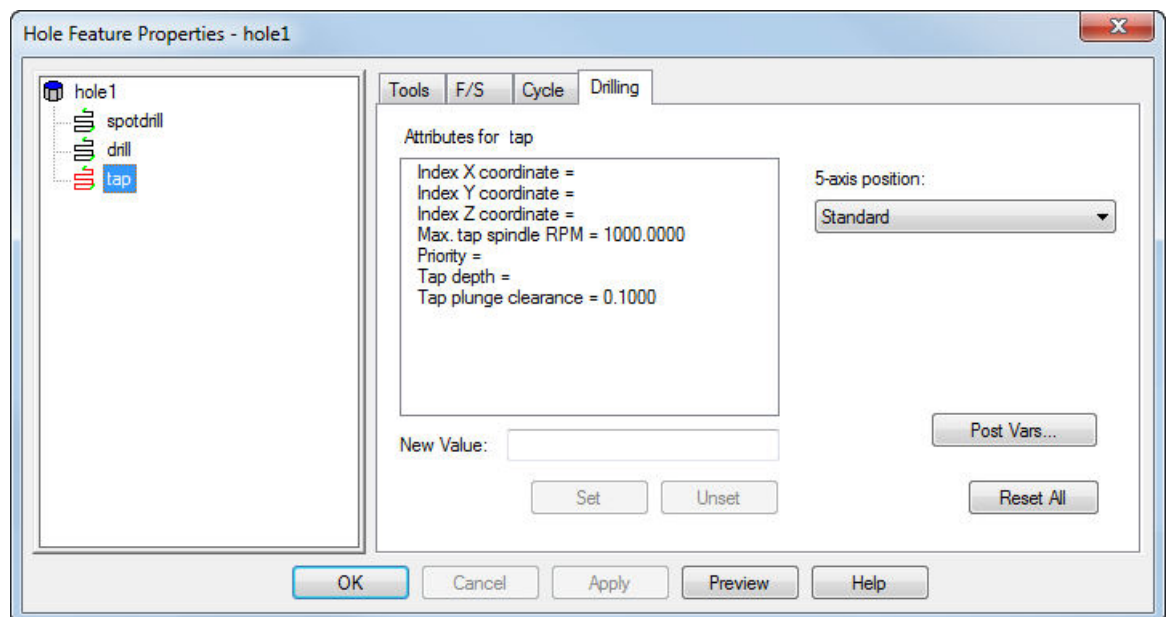 Hole Feature Properties - hole1
hole1
spotdrill
drill
tap
Tools F/S Cycle Drilling
Attributes for tap
Index X coordinate =
Index Y coordinate =
Index Z coordinate =
Max. tap spindle RPM = 1000.0000
Priority =
Tap depth =
Tap plunge clearance = 0.1000
5-axis position:
Standard
New Value:
Post Vars...
Set Unset Reset All
OK Cancel Apply Preview Help